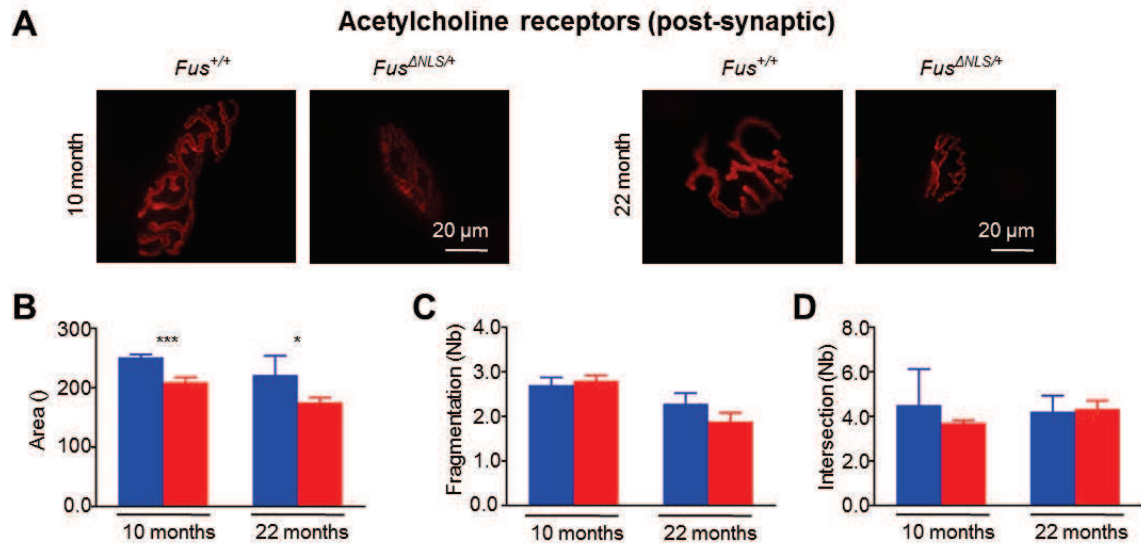 A
Acetylcholine receptors (post-synaptic)
Fus+/+
FusΔNLS/+
Fus+/+
FusΔNLS/+
10 month
20 µm
22 month
20 µm
B
Area ()
300
200
100
0.0
***
*
10 months
22 months
C
Fragmentation (Nb)
4.0
3.0
2.0
1.0
0.0
10 months
22 months
D
Intersection (Nb)
8.0
6.0
4.0
2.0
0.0
10 months
22 months